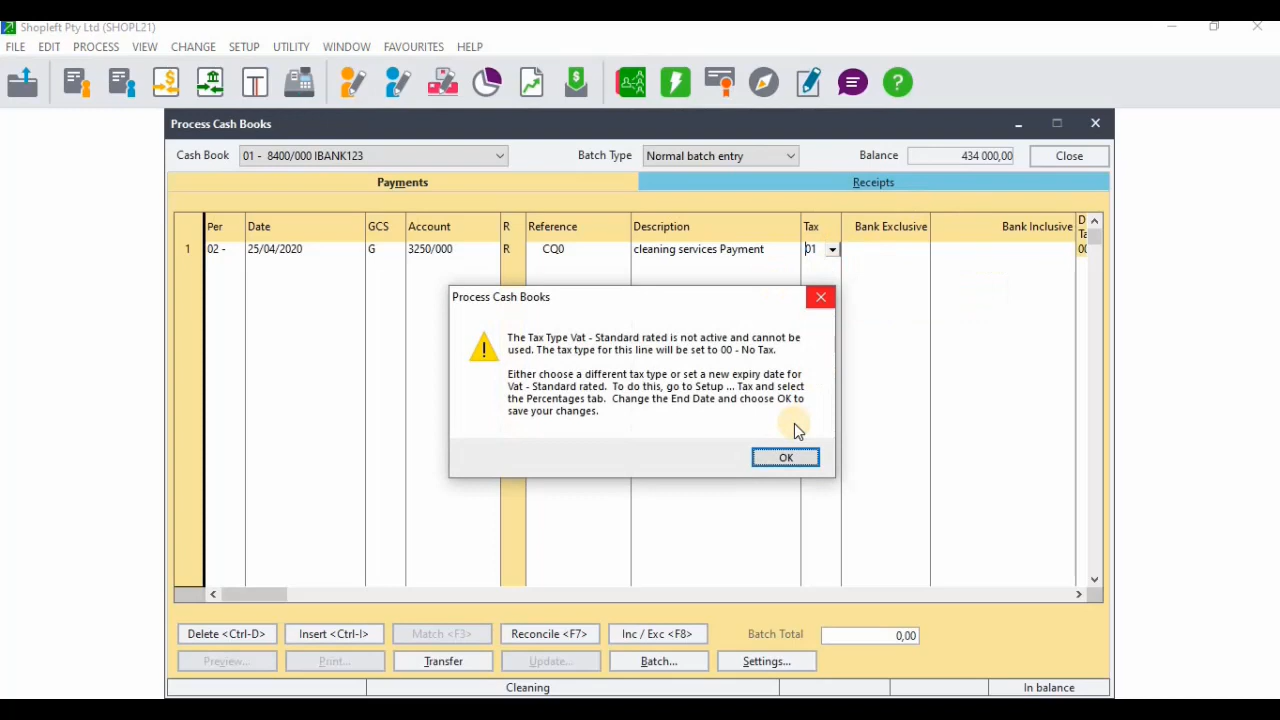 Shopleft Pty Ltd (SHOPL21)
FILE EDIT PROCESS VIEW CHANGE SETUP UTILITY WINDOW FAVOURITES HELP
Process Cash Books
Cash Book 01 - 8400/000 IBANK123 Batch Type Normal batch entry Balance 434 000,00 Close
Payments Receipts
Per Date GCS Account R Reference Description Tax Bank Exclusive Bank Inclusive
1 02 - 25/04/2020 G 3250/000 R CQ0 cleaning services Payment 01
Process Cash Books
The Tax Type Vat - Standard rated is not active and cannot be
used. The tax type for this line will be set to 00 - No Tax.
Either choose a different tax type or set a new expiry date for
Vat - Standard rated. To do this, go to Setup ... Tax and select
the Percentages tab. Change the End Date and choose OK to
save your changes.
OK
Delete <Ctrl-D> Insert <Ctrl-I> Match <F3> Reconcile <F7> Inc / Exc <F8> Batch Total 0,00
Preview... Print... Transfer Update... Batch... Settings...
Cleaning In balance